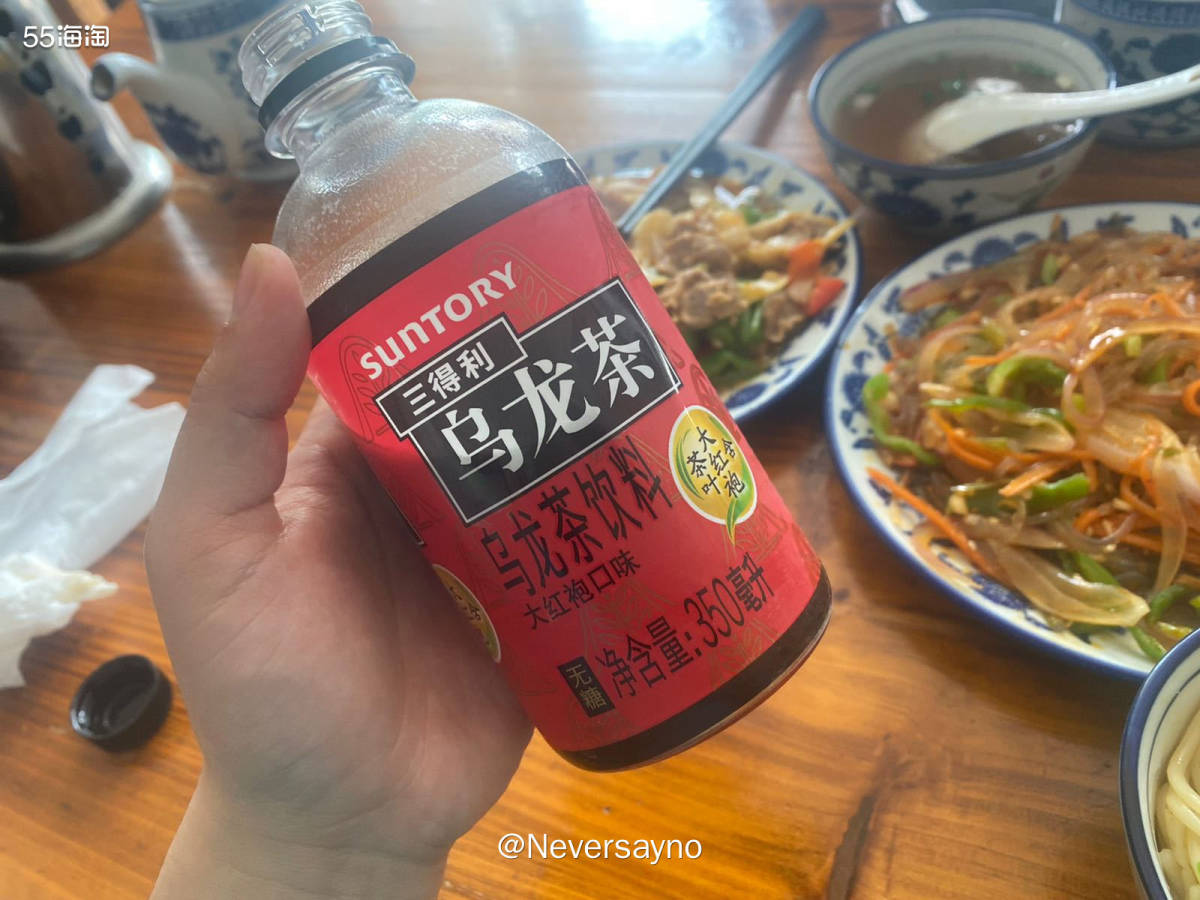 55海淘
SUNTORY
三得利
乌龙茶
含
大红袍
茶叶
乌龙茶饮料
大红袍口味
无糖
净含量:350毫升
@Neversayno